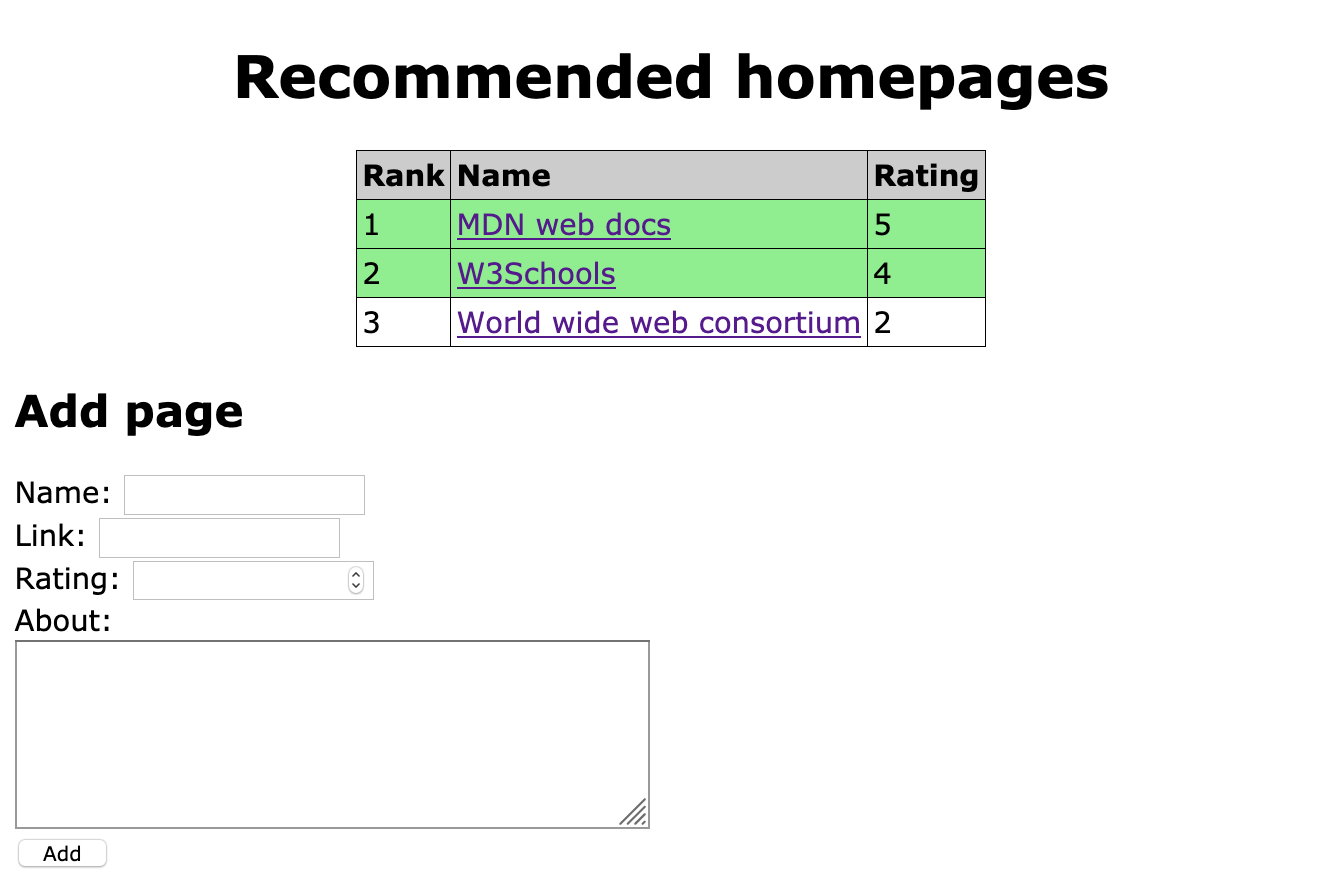 Recommended homepages
Rank Name Rating
1 MDN web docs 5
2 W3Schools 4
3 World wide web consortium 2
Add page
Name:
Link:
Rating:
About:
Add